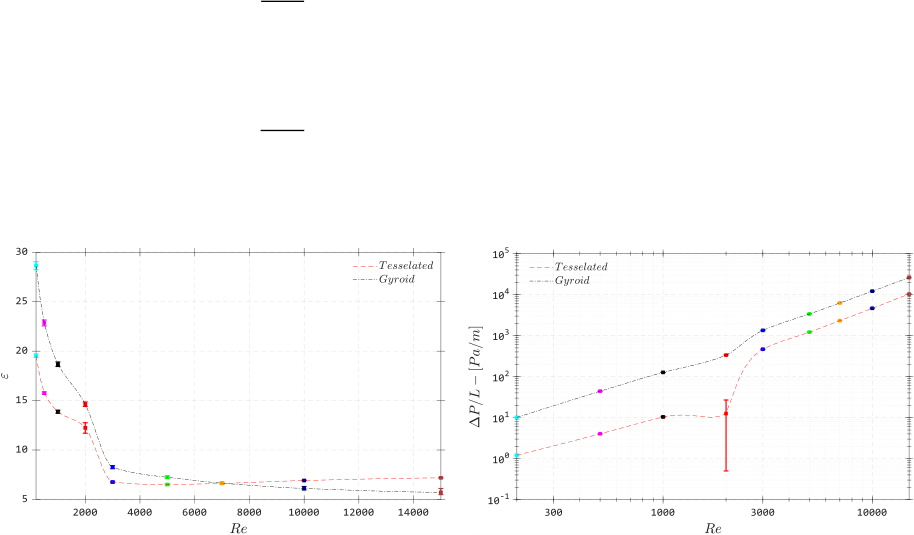 30
25
20
15
10
5
ε
2000 4000 6000 8000 10000 12000 14000
Re
Tesselated
Gyroid
10^5
10^4
10^3
10^2
10^1
10^0
10^-1
ΔP/L − [Pa/m]
300 1000 3000 10000
Re
Tesselated
Gyroid